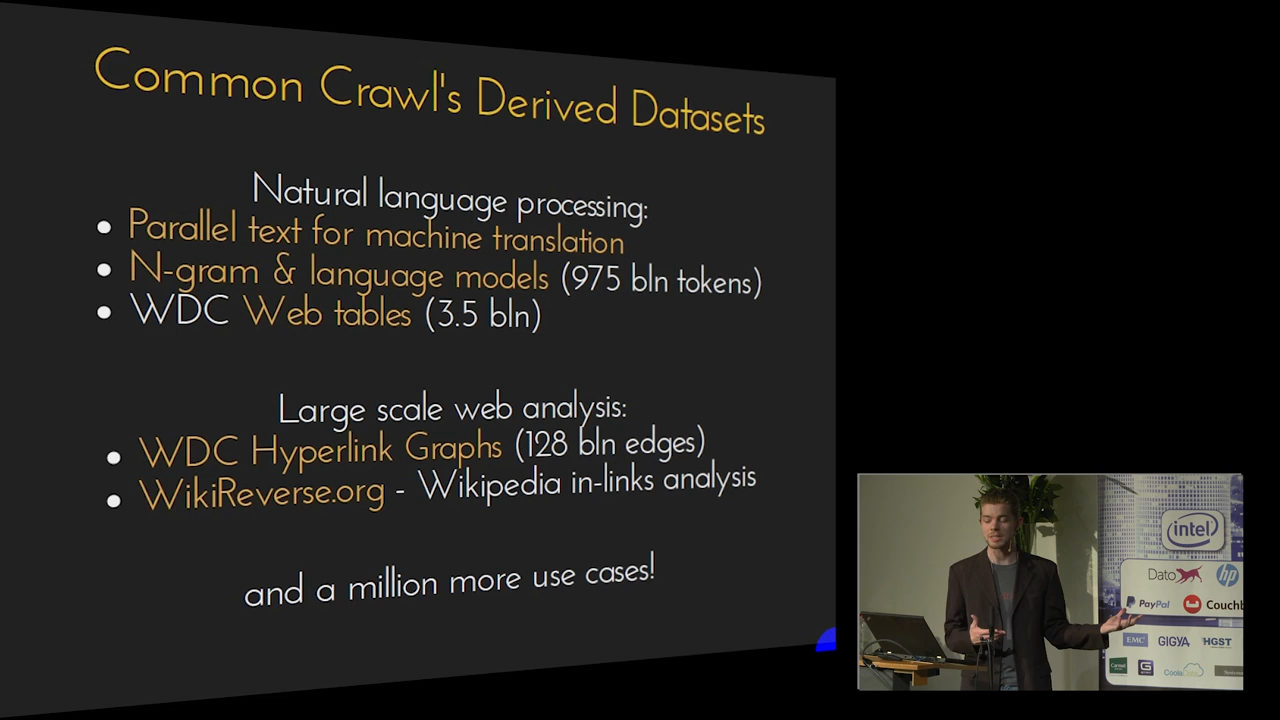 Common Crawl's Derived Datasets
Natural language processing:
Parallel text for machine translation
N-gram & language models (975 bln tokens)
WDC Web tables (3.5 bln)
Large scale web analysis:
WDC Hyperlink Graphs (128 bln edges)
WikiReverse.org - Wikipedia in-links analysis
and a million more use cases!
intel
Dato hp
PayPal Couchb
EMC GIGYA HGST